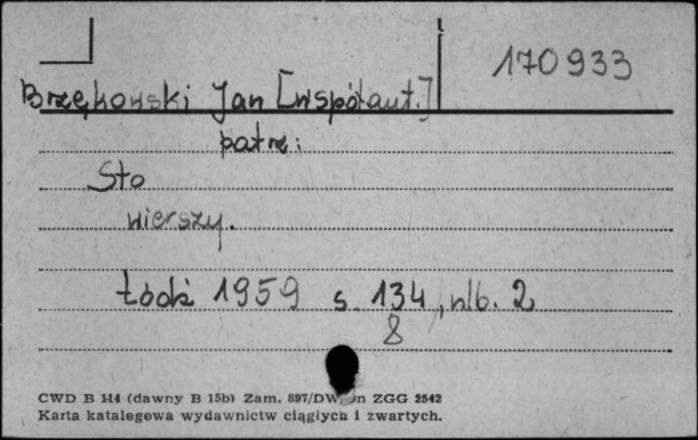 170933
Brzękowski Jan [współaut.]
patrz:
Sto
wierszy.
Łódź 1959 s. 134, nlb. 2
8
CWD B 114 (dawny B 15b) Zam. 897/DW/Jn ZGG 2542
Karta katalogowa wydawnictw ciągłych i zwartych.